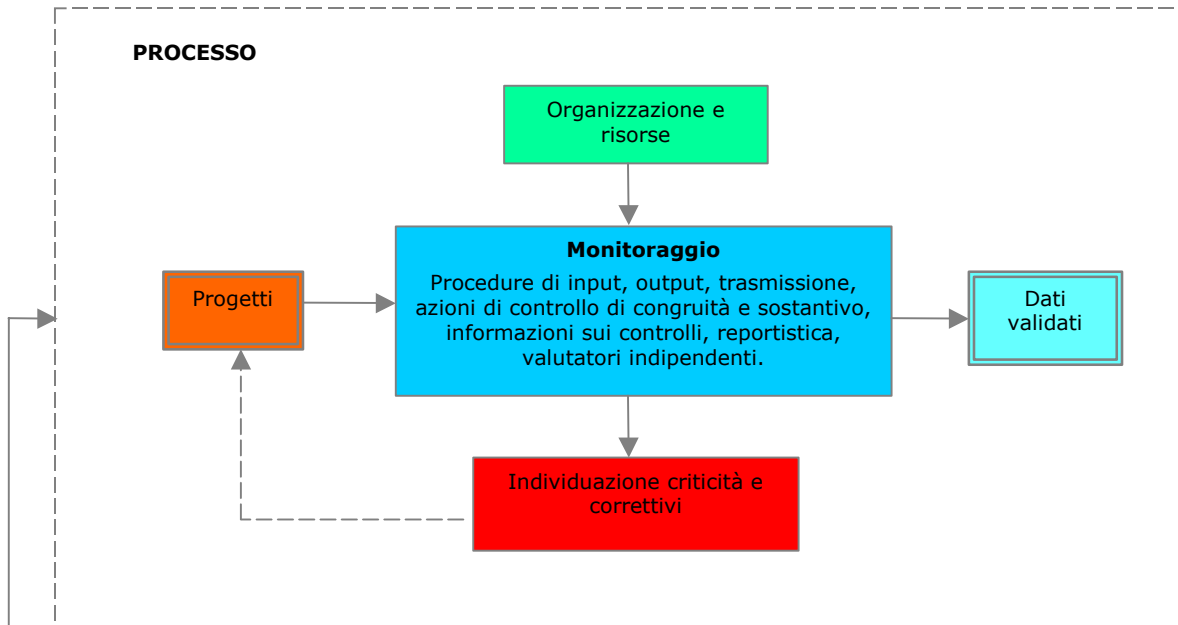 PROCESSO
Organizzazione e
risorse
Monitoraggio
Procedure di input, output, trasmissione,
azioni di controllo di congruità e sostantivo,
informazioni sui controlli, reportistica,
valutatori indipendenti.
Progetti
Dati
validati
Individuazione criticità e
correttivi